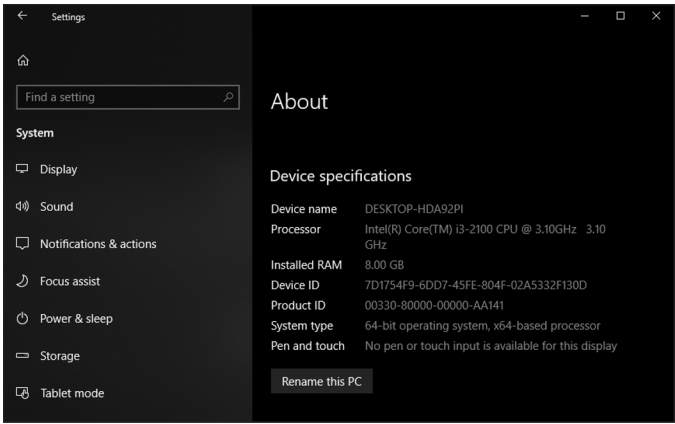 Settings
Find a setting
System
Display
Sound
Notifications & actions
Focus assist
Power & sleep
Storage
Tablet mode
About
Device specifications
Device name DESKTOP-HDA92PI
Processor Intel(R) Core(TM) i3-2100 CPU @ 3.10GHz 3.10
GHz
Installed RAM 8.00 GB
Device ID 7D1754F9-6DD7-45FE-804F-02A5332F130D
Product ID 00330-80000-00000-AA141
System type 64-bit operating system, x64-based processor
Pen and touch No pen or touch input is available for this display
Rename this PC